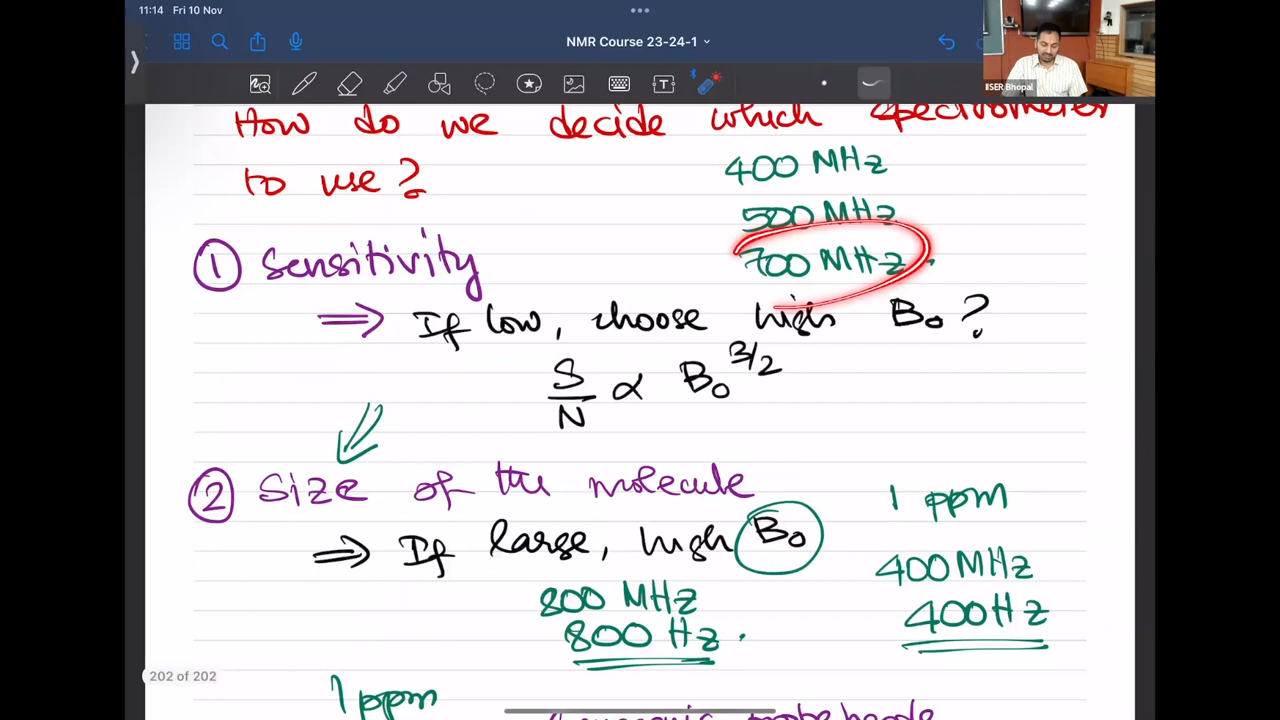 11:14 Fri 10 Nov
NMR Course 23-24-1
IISER Bhopal
How do we decide which spectrometer
to use?
400 MHz
500 MHz
700 MHz
① Sensitivity
⇒ If low, choose high B₀?
S/N ∝ B₀^3/2
② Size of the molecule
⇒ If large, high B₀
1 ppm
400 MHz
400 Hz
800 MHz
800 Hz
202 of 202
1 ppm